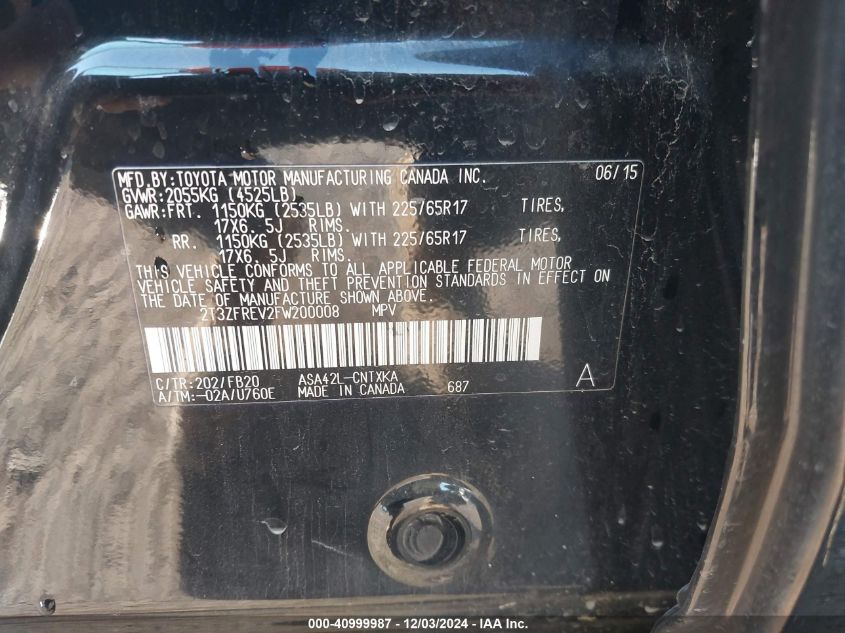 MFD.BY:TOYOTA MOTOR MANUFACTURING CANADA INC. 06/15
GVWR:2055KG (4525LB)
GAWR:FRT. 1150KG (2535LB) WITH 225/65R17 TIRES,
17X6. 5J RIMS.
RR. 1150KG (2535LB) WITH 225/65R17 TIRES,
17X6. 5J RIMS.
THIS VEHICLE CONFORMS TO ALL APPLICABLE FEDERAL MOTOR
VEHICLE SAFETY AND THEFT PREVENTION STANDARDS IN EFFECT ON
THE DATE OF MANUFACTURE SHOWN ABOVE.
2T3ZFREV2FW200008 MPV
C/TR:202/FB20 ASA42L-CNTXKA
A/TM:-02A/U760E MADE IN CANADA 687 A
000-40999987 - 12/03/2024 - IAA Inc.